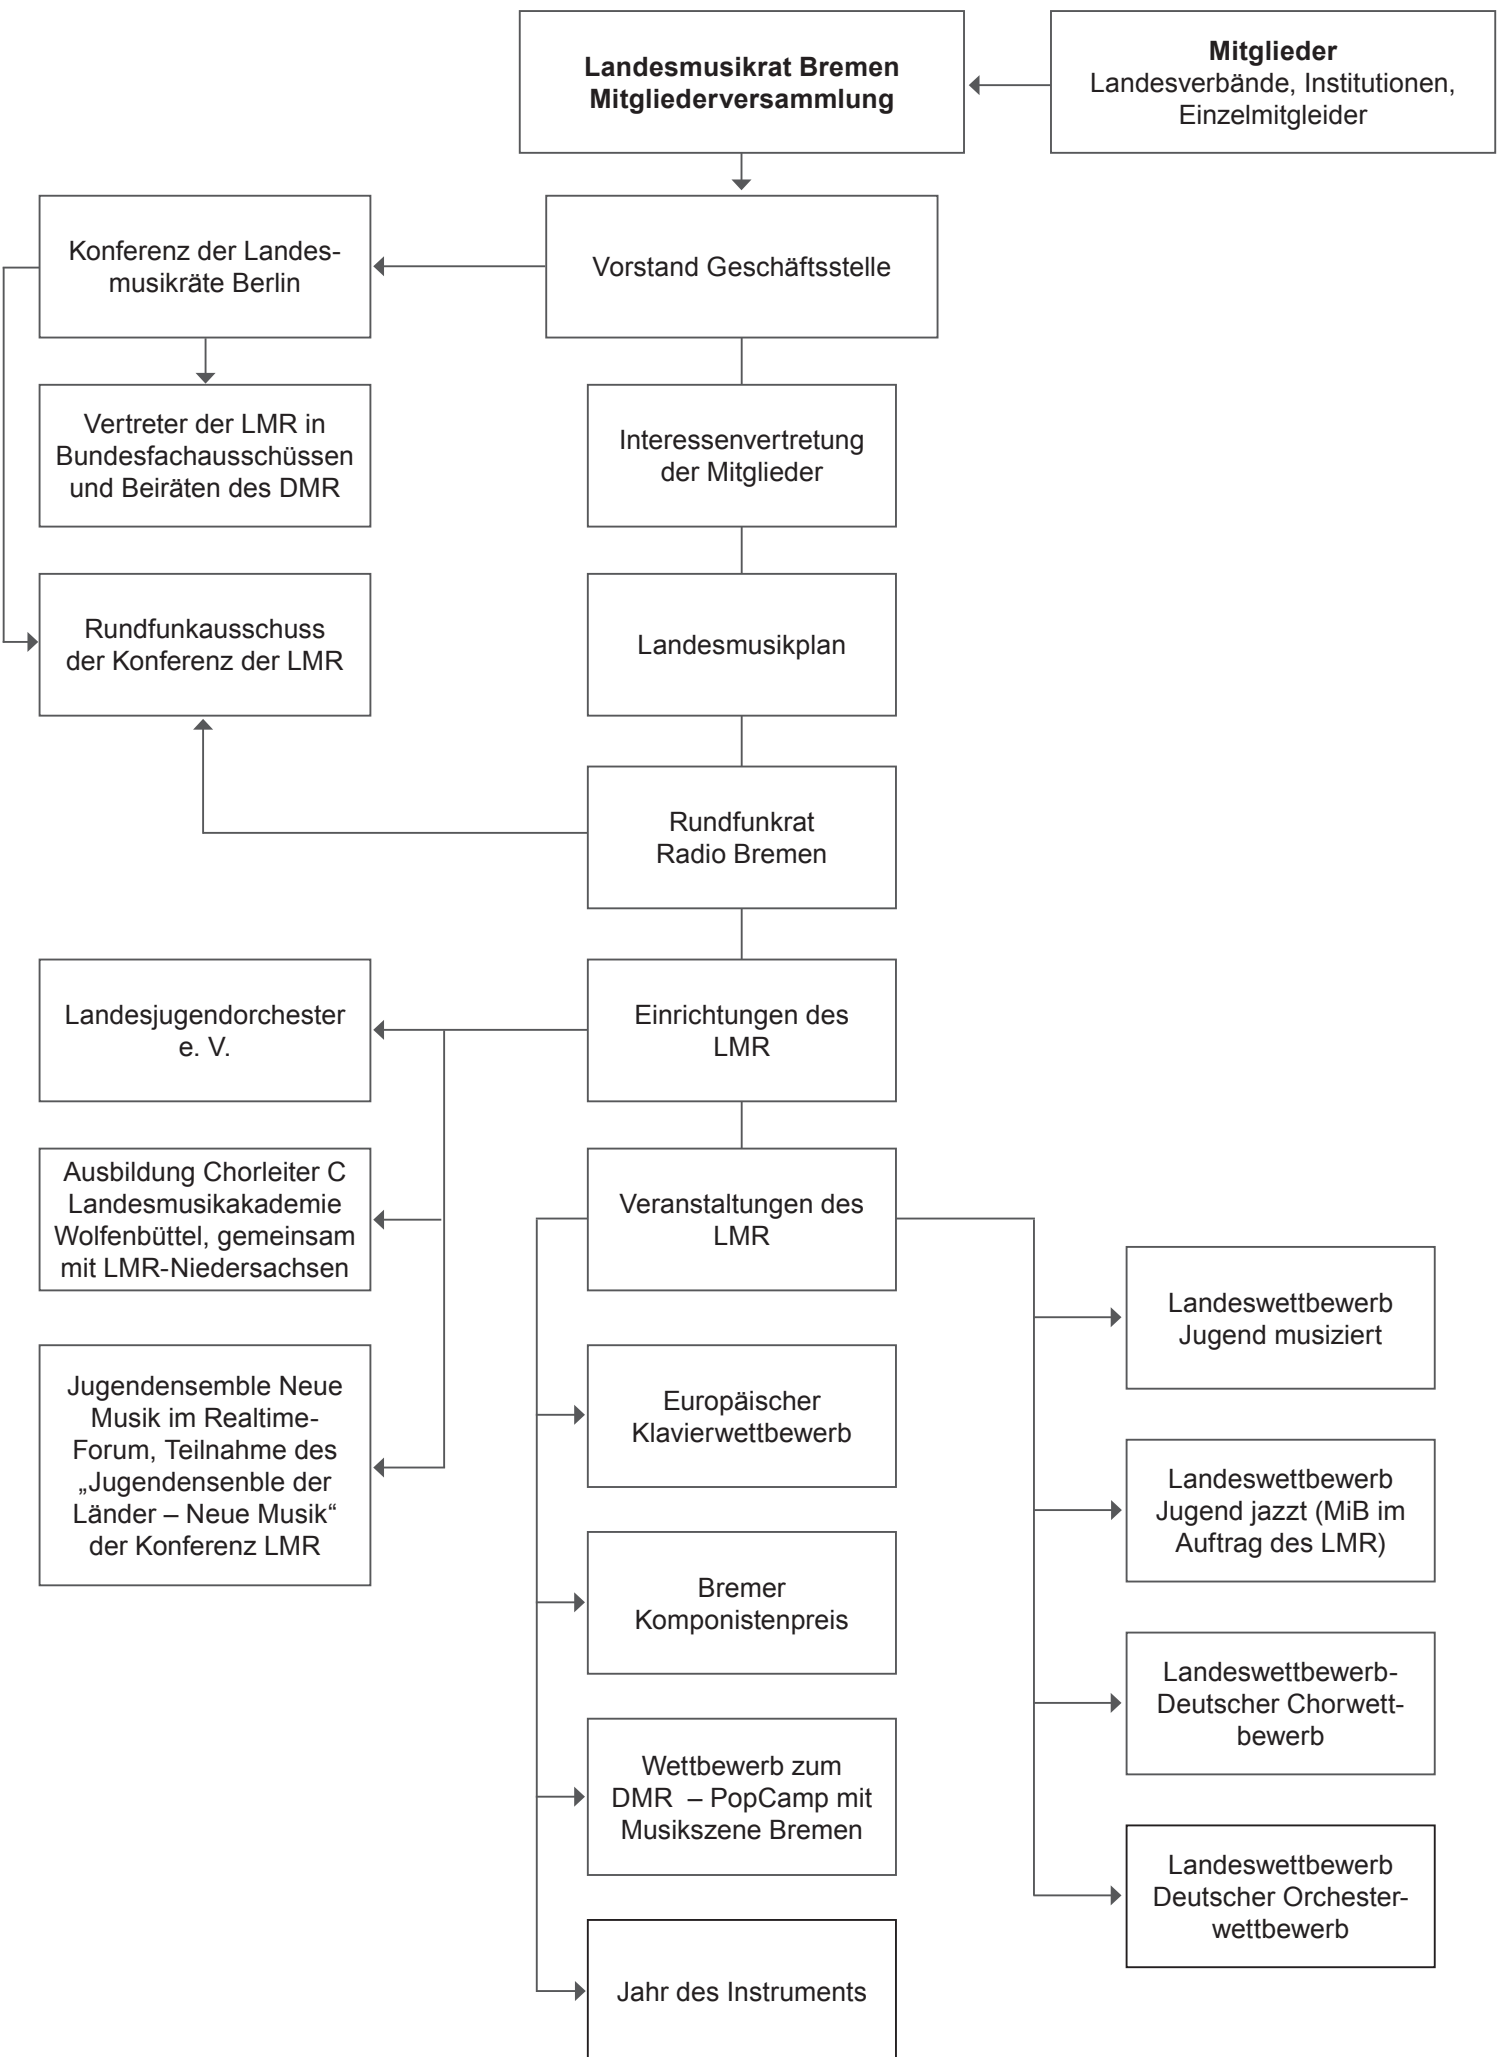 Landesmusikrat Bremen
Mitgliederversammlung
Mitglieder
Landesverbände, Institutionen,
Einzelmitgleider
Konferenz der Landes-
musikräte Berlin
Vorstand Geschäftsstelle
Vertreter der LMR in
Bundesfachausschüssen
und Beiräten des DMR
Interessenvertretung
der Mitglieder
Rundfunkausschuss
der Konferenz der LMR
Landesmusikplan
Rundfunkrat
Radio Bremen
Landesjugendorchester
e. V.
Einrichtungen des
LMR
Ausbildung Chorleiter C
Landesmusikakademie
Wolfenbüttel, gemeinsam
mit LMR-Niedersachsen
Veranstaltungen des
LMR
Landeswettbewerb
Jugend musiziert
Jugendensemble Neue
Musik im Realtime-
Forum, Teilnahme des
„Jugendensenble der
Länder – Neue Musik“
der Konferenz LMR
Europäischer
Klavierwettbewerb
Landeswettbewerb
Jugend jazzt (MiB im
Auftrag des LMR)
Bremer
Komponistenpreis
Landeswettbewerb-
Deutscher Chorwett-
bewerb
Wettbewerb zum
DMR  – PopCamp mit
Musikszene Bremen
Landeswettbewerb
Deutscher Orchester-
wettbewerb
Jahr des Instruments